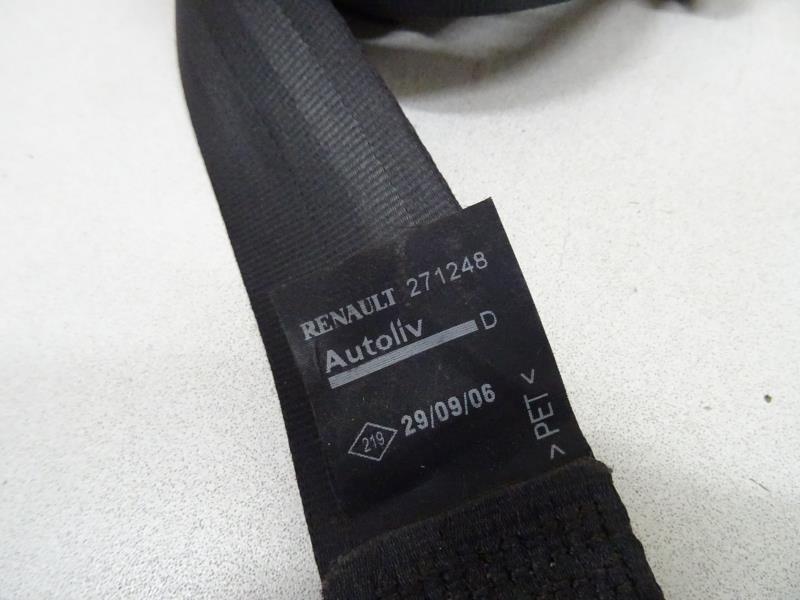 RENAULT 271248
Autoliv D
219 29/09/06
>PET<